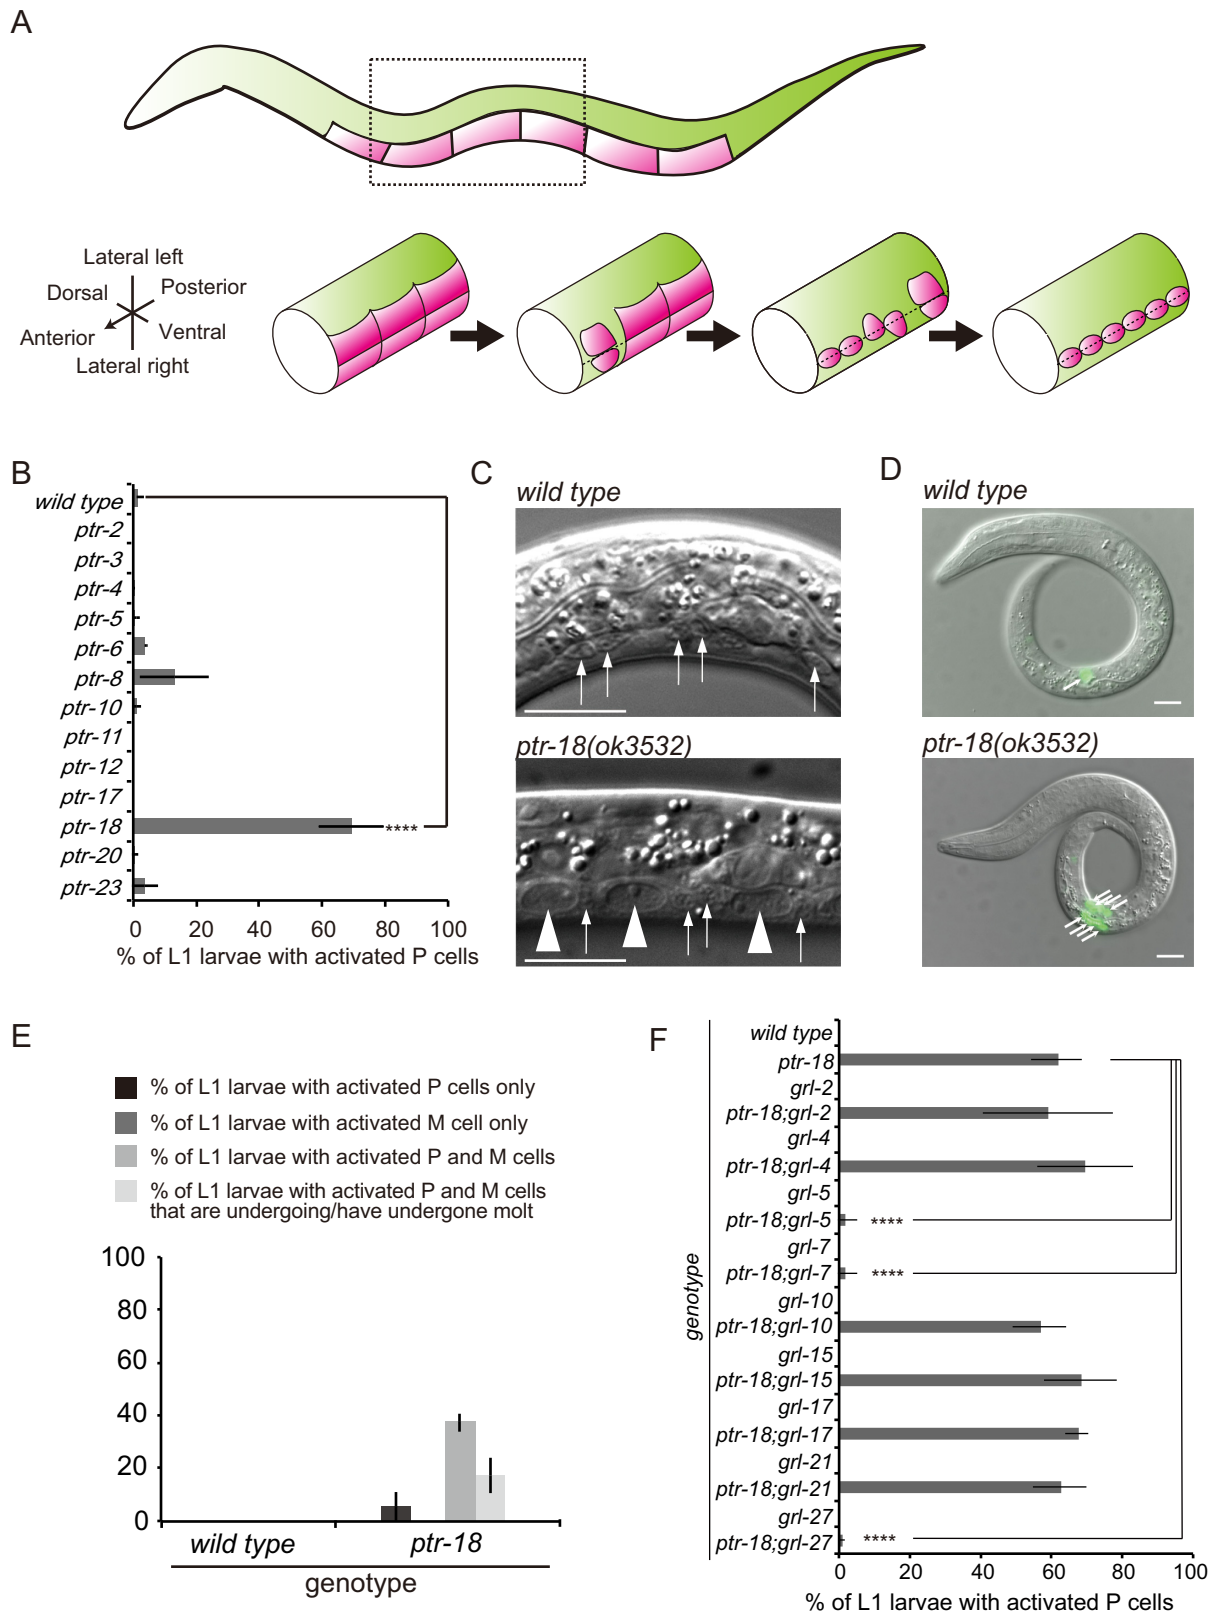 A
Lateral left
Dorsal
Posterior
Anterior
Ventral
Lateral right
B
wild type
ptr-2
ptr-3
ptr-4
ptr-5
ptr-6
ptr-8
ptr-10
ptr-11
ptr-12
ptr-17
ptr-18
****
ptr-20
ptr-23
0 20 40 60 80 100
% of L1 larvae with activated P cells
C
wild type
ptr-18(ok3532)
D
wild type
ptr-18(ok3532)
E
% of L1 larvae with activated P cells only
% of L1 larvae with activated M cell only
% of L1 larvae with activated P and M cells
% of L1 larvae with activated P and M cells
that are undergoing/have undergone molt
100
80
60
40
20
0
wild type ptr-18
genotype
F
genotype
wild type
ptr-18
grl-2
ptr-18;grl-2
grl-4
ptr-18;grl-4
grl-5
ptr-18;grl-5
****
grl-7
ptr-18;grl-7
****
grl-10
ptr-18;grl-10
grl-15
ptr-18;grl-15
grl-17
ptr-18;grl-17
grl-21
ptr-18;grl-21
grl-27
ptr-18;grl-27
****
0 20 40 60 80 100
% of L1 larvae with activated P cells